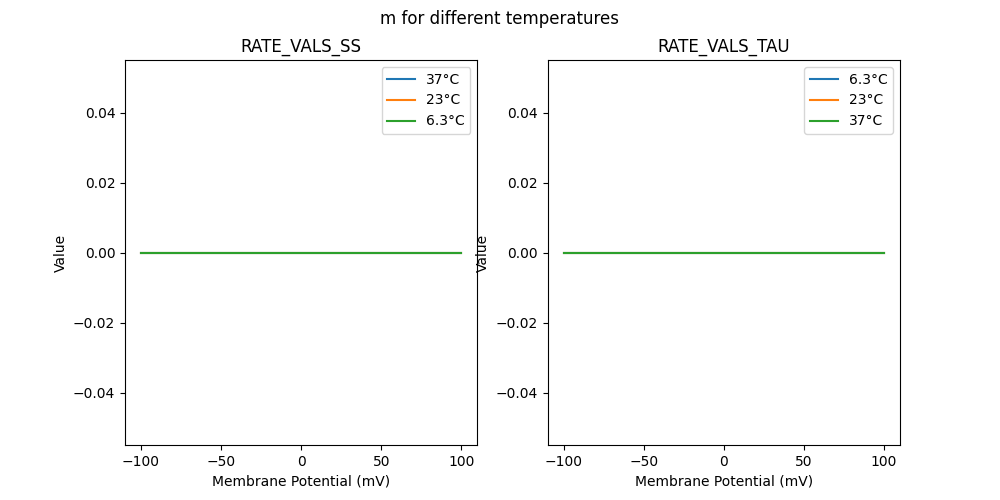 m for different temperatures
RATE_VALS_SS
37°C
23°C
6.3°C
0.04
0.02
0.00
−0.02
−0.04
Value
−100
−50
0
50
100
Membrane Potential (mV)
RATE_VALS_TAU
6.3°C
23°C
37°C
0.04
0.02
0.00
−0.02
−0.04
Value
−100
−50
0
50
100
Membrane Potential (mV)